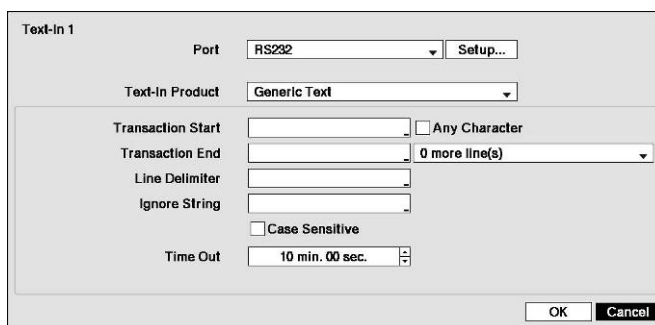 Text-In 1
Port RS232 Setup...
Text-In Product Generic Text
Transaction Start Any Character
Transaction End 0 more line(s)
Line Delimiter
Ignore String
Case Sensitive
Time Out 10 min. 00 sec.
OK Cancel